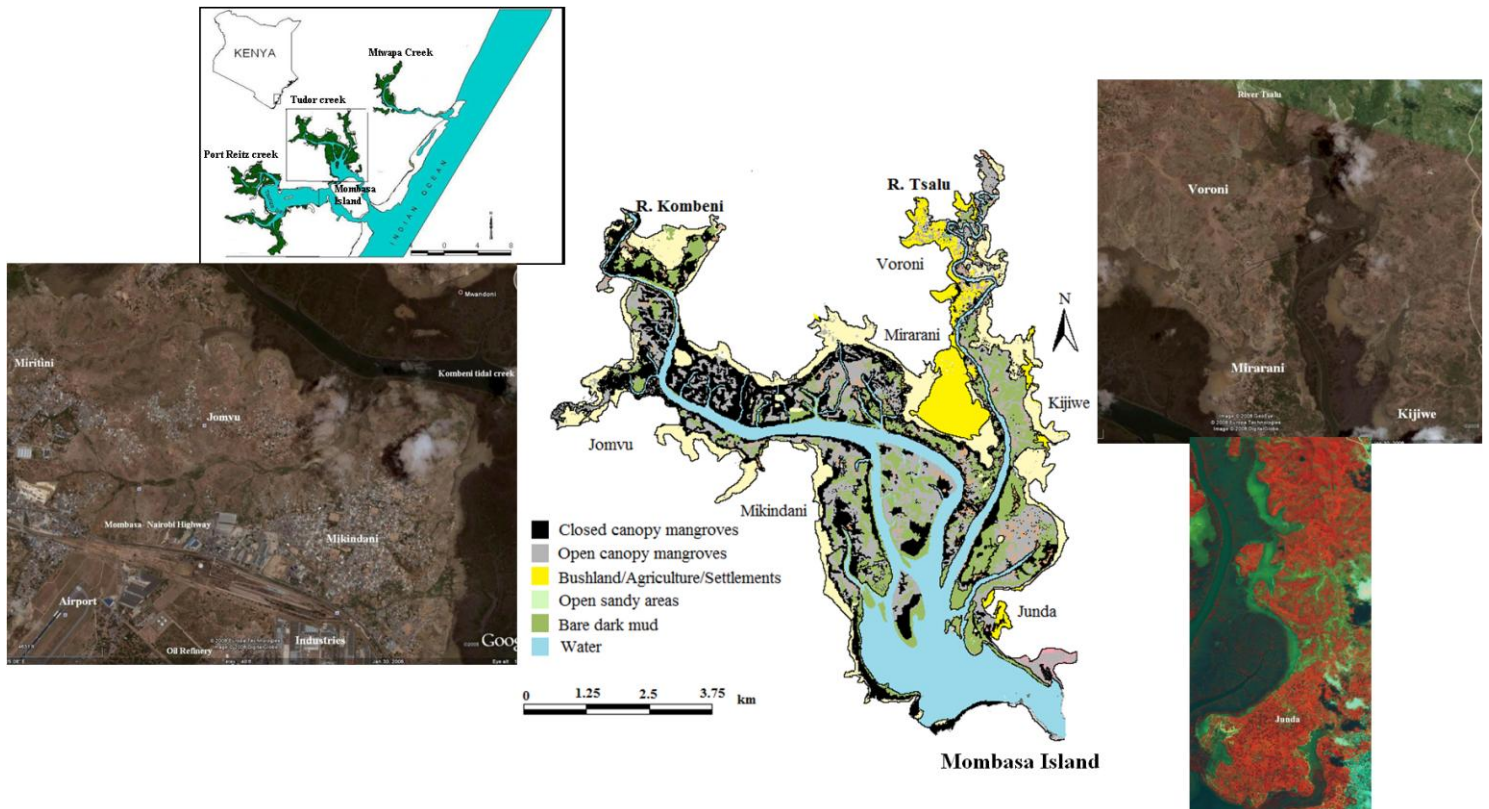 KENYA
Mtwapa Creek
Tudor creek
Port Reitz creek
Mombasa
Island
INDIAN OCEAN
Mwandoni
Miritini
Kombeni tidal creek
Jomvu
Mombasa- Nairobi Highway
Mikindani
Airport
Industries
Oil Refinery
R. Kombeni
R. Tsalu
Voroni
N
Mirarani
Kijiwe
Jomvu
Mikindani
Junda
Closed canopy mangroves
Open canopy mangroves
Bushland/Agriculture/Settlements
Open sandy areas
Bare dark mud
Water
0 1.25 2.5 3.75 km
Mombasa Island
River Tsalu
Voroni
Mirarani
Kijiwe
Junda